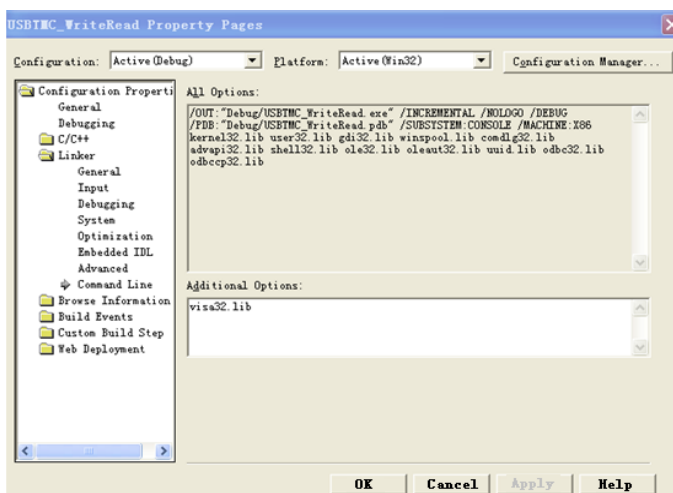 USBTMC_WriteRead Property Pages
Configuration: Active(Debug) Platform: Active(Win32) Configuration Manager...
Configuration Properti
General
Debugging
C/C++
Linker
General
Input
Debugging
System
Optimization
Embedded IDL
Advanced
Command Line
Browse Information
Build Events
Custom Build Step
Web Deployment
All Options:
/OUT:"Debug/USBTMC_WriteRead.exe" /INCREMENTAL /NOLOGO /DEBUG
/PDB:"Debug/USBTMC_WriteRead.pdb" /SUBSYSTEM:CONSOLE /MACHINE:X86
kernel32.lib user32.lib gdi32.lib winspool.lib comdlg32.lib
advapi32.lib shell32.lib ole32.lib oleaut32.lib uuid.lib odbc32.lib
odbccp32.lib
Additional Options:
visa32.lib
OK Cancel Apply Help